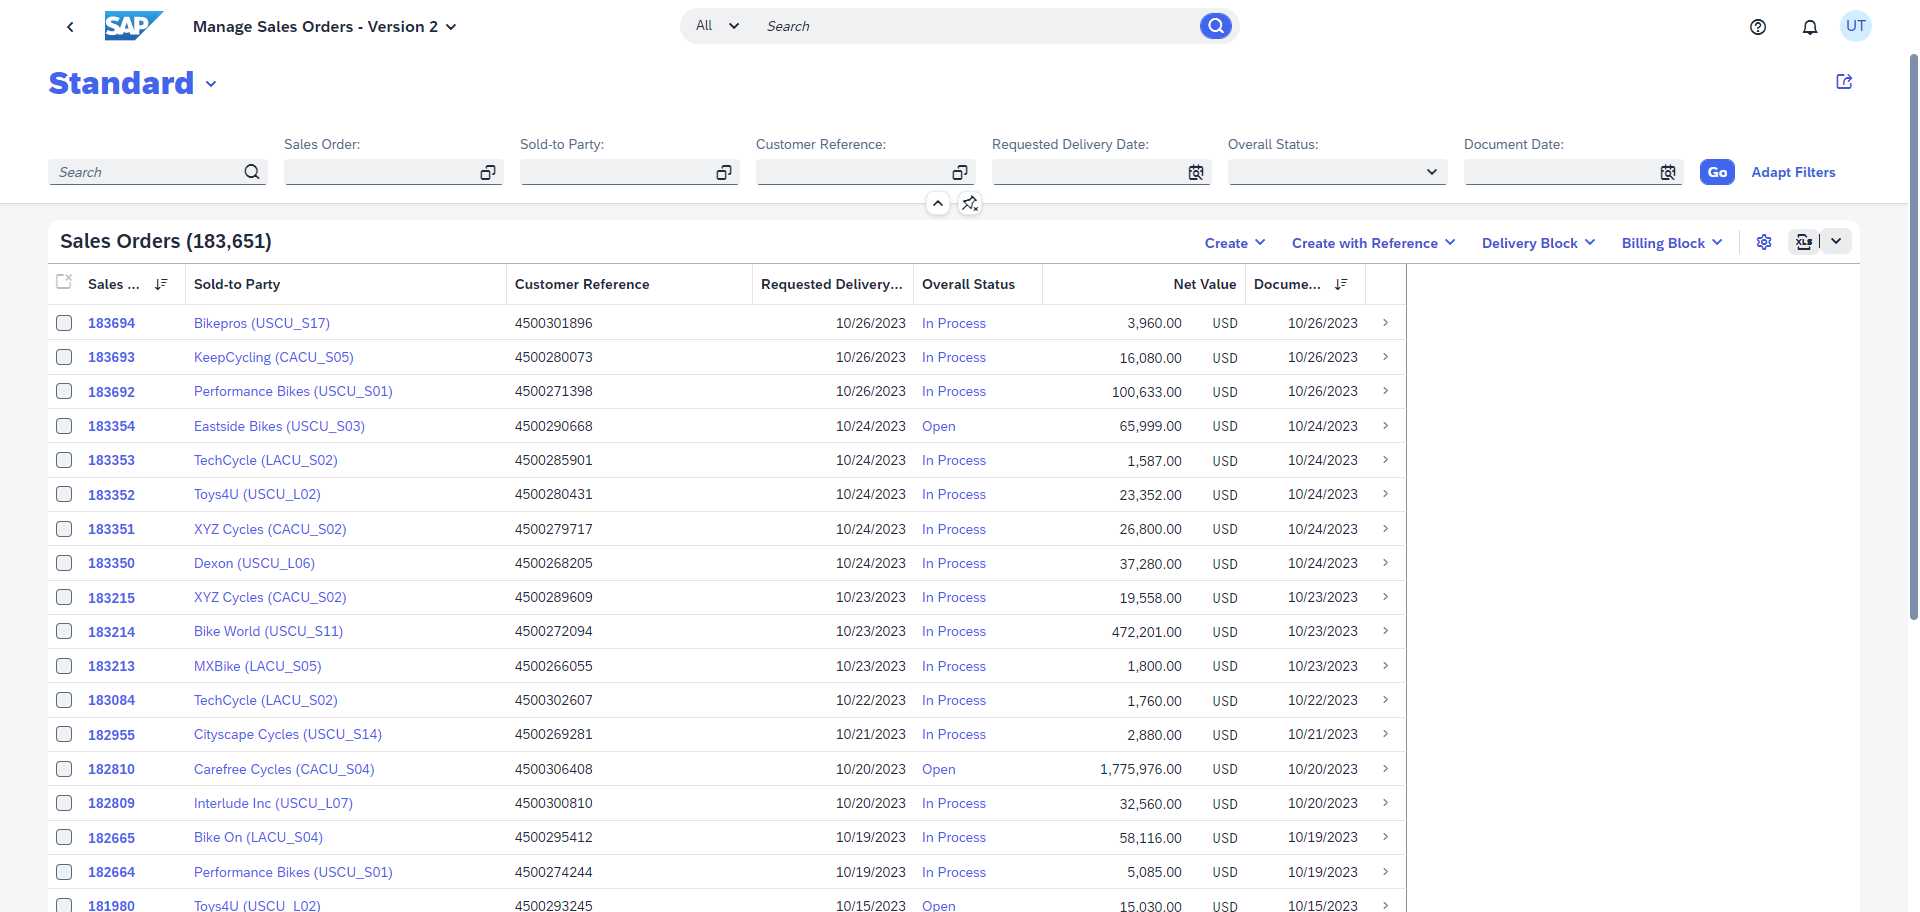 SAP Manage Sales Orders - Version 2 All Search UT
Standard
Sales Order: Sold-to Party: Customer Reference: Requested Delivery Date: Overall Status: Document Date:
Search Go Adapt Filters
Sales Orders (183,651) Create Create with Reference Delivery Block Billing Block XLS
Sales ... Sold-to Party Customer Reference Requested Delivery... Overall Status Net Value Docume...
183694 Bikepros (USCU_S17) 4500301896 10/26/2023 In Process 3,960.00 USD 10/26/2023
183693 KeepCycling (CACU_S05) 4500280073 10/26/2023 In Process 16,080.00 USD 10/26/2023
183692 Performance Bikes (USCU_S01) 4500271398 10/26/2023 In Process 100,633.00 USD 10/26/2023
183354 Eastside Bikes (USCU_S03) 4500290668 10/24/2023 Open 65,999.00 USD 10/24/2023
183353 TechCycle (LACU_S02) 4500285901 10/24/2023 In Process 1,587.00 USD 10/24/2023
183352 Toys4U (USCU_L02) 4500280431 10/24/2023 In Process 23,352.00 USD 10/24/2023
183351 XYZ Cycles (CACU_S02) 4500279717 10/24/2023 In Process 26,800.00 USD 10/24/2023
183350 Dexon (USCU_L06) 4500268205 10/24/2023 In Process 37,280.00 USD 10/24/2023
183215 XYZ Cycles (CACU_S02) 4500289609 10/23/2023 In Process 19,558.00 USD 10/23/2023
183214 Bike World (USCU_S11) 4500272094 10/23/2023 In Process 472,201.00 USD 10/23/2023
183213 MXBike (LACU_S05) 4500266055 10/23/2023 In Process 1,800.00 USD 10/23/2023
183084 TechCycle (LACU_S02) 4500302607 10/22/2023 In Process 1,760.00 USD 10/22/2023
182955 Cityscape Cycles (USCU_S14) 4500269281 10/21/2023 In Process 2,880.00 USD 10/21/2023
182810 Carefree Cycles (CACU_S04) 4500306408 10/20/2023 Open 1,775,976.00 USD 10/20/2023
182809 Interlude Inc (USCU_L07) 4500300810 10/20/2023 In Process 32,560.00 USD 10/20/2023
182665 Bike On (LACU_S04) 4500295412 10/19/2023 In Process 58,116.00 USD 10/19/2023
182664 Performance Bikes (USCU_S01) 4500274244 10/19/2023 In Process 5,085.00 USD 10/19/2023
181980 Toys4U (USCU_L02) 4500293245 10/15/2023 Open 15,030.00 USD 10/15/2023